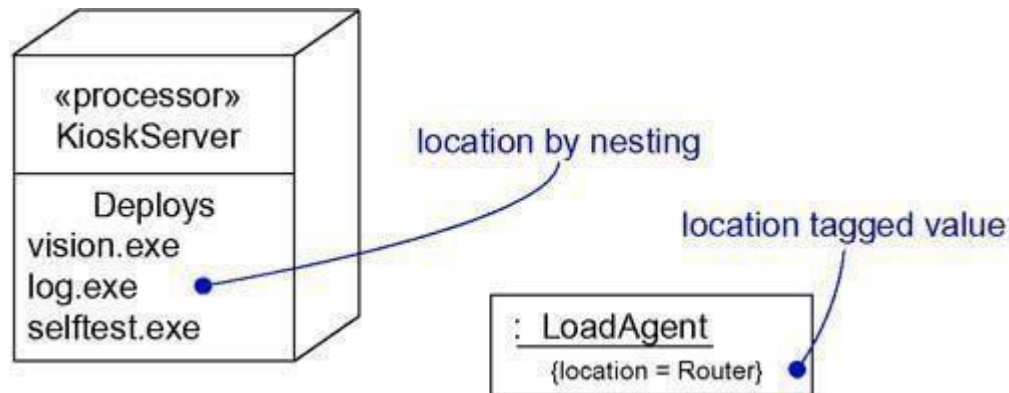 «processor»
KioskServer
Deploys
vision.exe
log.exe
selftest.exe
location by nesting
location tagged value
: LoadAgent
{location = Router}